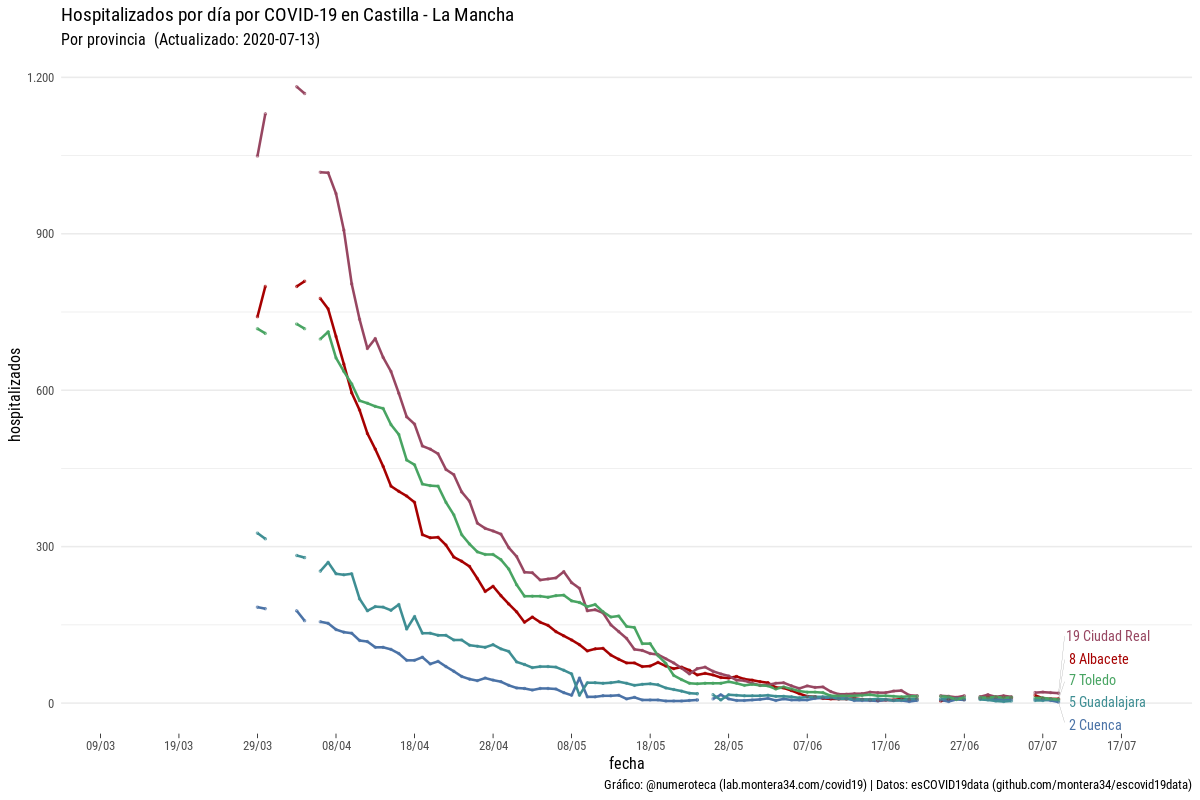 Hospitalizados por día por COVID-19 en Castilla - La Mancha
Por provincia  (Actualizado: 2020-07-13)
hospitalizados
1.200
900
600
300
0
19 Ciudad Real
8 Albacete
7 Toledo
5 Guadalajara
2 Cuenca
09/03 19/03 29/03 08/04 18/04 28/04 08/05 18/05 28/05 07/06 17/06 27/06 07/07 17/07
fecha
Gráfico: @numeroteca (lab.montera34.com/covid19) | Datos: esCOVID19data (github.com/montera34/escovid19data)